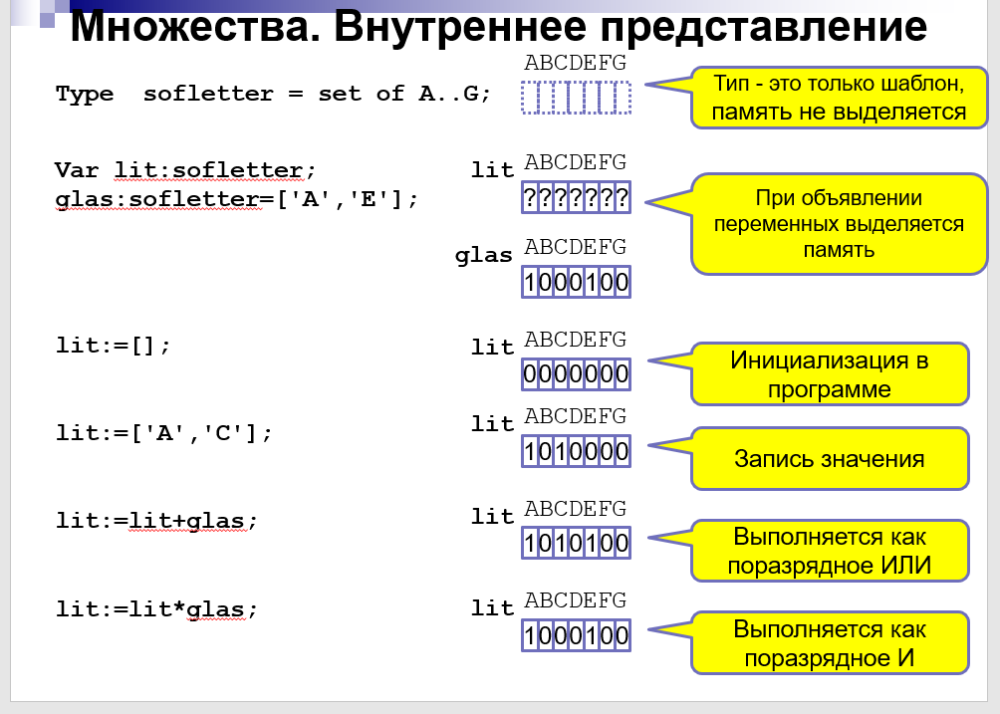 Множества. Внутреннее представление
ABCDEFG
Type  sofletter = set of A..G;
Тип - это только шаблон,
память не выделяется
Var lit:sofletter;
glas:sofletter=['A','E'];
lit
ABCDEFG
???????
При объявлении
переменных выделяется
память
glas
ABCDEFG
1000100
lit:=[];
lit
ABCDEFG
0000000
Инициализация в
программе
lit:=['A','C'];
lit
ABCDEFG
1010000
Запись значения
lit:=lit+glas;
lit
ABCDEFG
1010100
Выполняется как
поразрядное ИЛИ
lit:=lit*glas;
lit
ABCDEFG
1000100
Выполняется как
поразрядное И